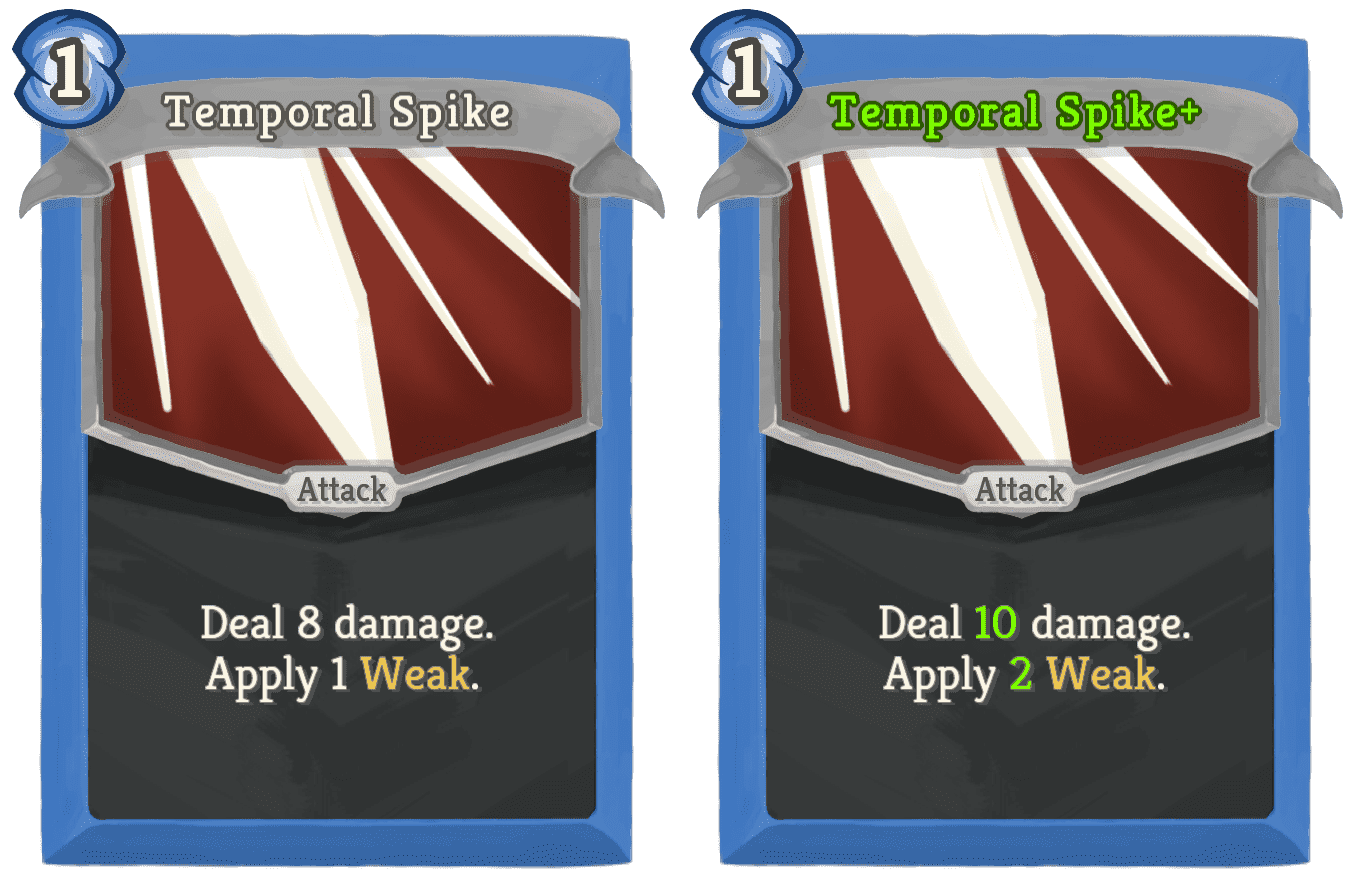 1
Temporal Spike
Attack
Deal 8 damage.
Apply 1 Weak.
1
Temporal Spike+
Attack
Deal 10 damage.
Apply 2 Weak.